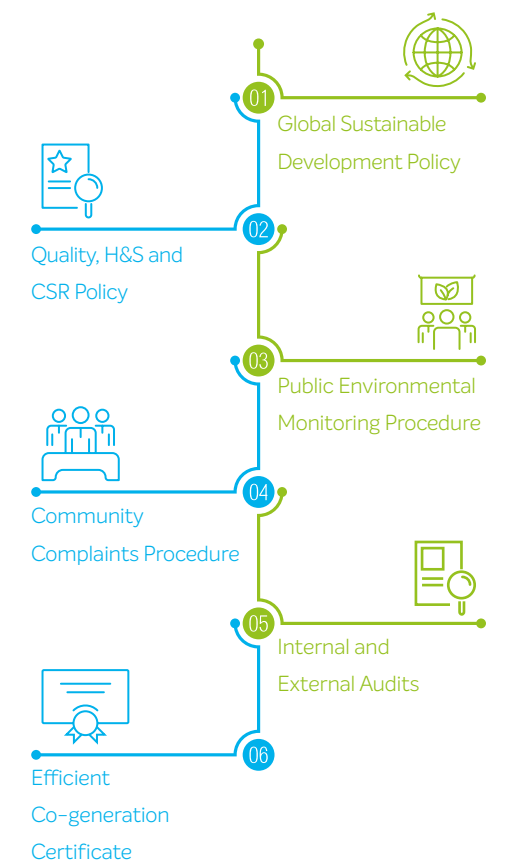 01
Global Sustainable
Development Policy
02
Quality, H&S and
CSR Policy
03
Public Environmental
Monitoring Procedure
04
Community
Complaints Procedure
05
Internal and
External Audits
06
Efficient
Co-generation
Certificate